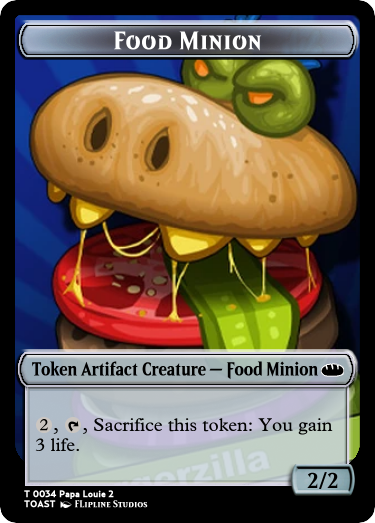 Food Minion
Token Artifact Creature — Food Minion
2, T, Sacrifice this token: You gain
3 life.
gerzilla
2/2
T 0034 Papa Louie 2
TOAST Flipline Studios